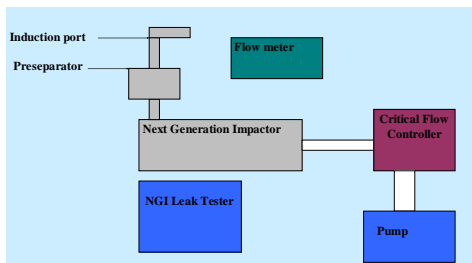 Induction port
Flow meter
Preseparator
Next Generation Impactor
Critical Flow
Controller
NGI Leak Tester
Pump